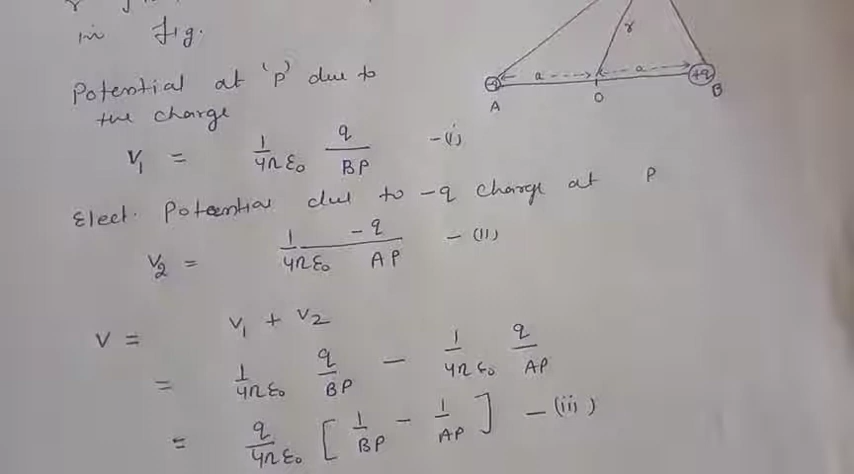 in fig.
r
a a
-q +q
A O B
Potential at 'p' due to
the charge
V₁ = 1/4πε₀ q/BP -(i)
Elect. Potential due to -q charge at P
V₂ = 1/4πε₀ -q/AP - (ii)
V = V₁ + V₂
= 1/4πε₀ q/BP - 1/4πε₀ q/AP
= q/4πε₀ [ 1/BP - 1/AP ] - (iii)